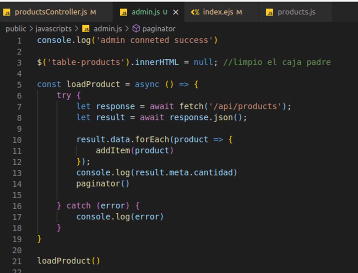 productsController.js M
admin.js U
index.ejs M
products.js
public > javascripts > admin.js > paginator
1 console.log('admin conneted success')
2
3 $('table-products').innerHTML = null; //limpio el caja padre
4
5 const loadProduct = async () => {
6 try {
7 let response = await fetch('/api/products');
8 let result = await response.json();
9
10 result.data.forEach(product => {
11 addItem(product)
12 });
13 console.log(result.meta.cantidad)
14 paginator()
15
16 } catch (error) {
17 console.log(error)
18 }
19 }
20
21 loadProduct()
22